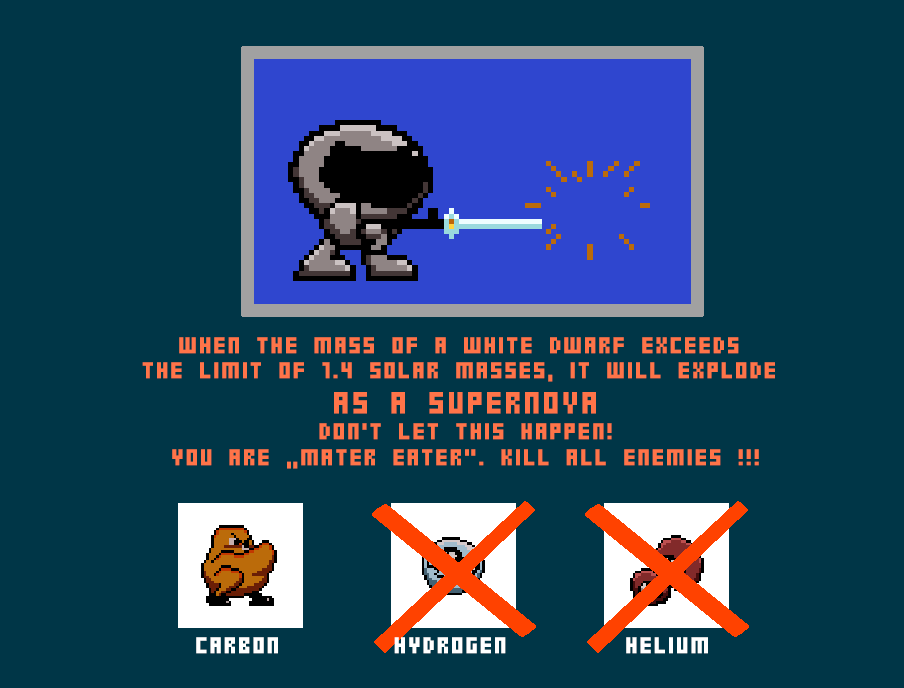 WHEN THE MASS OF A WHITE DWARF EXCEEDS
THE LIMIT OF 1.4 SOLAR MASSES, IT WILL EXPLODE
AS A SUPERNOVA
DON'T LET THIS HAPPEN!
YOU ARE „MATER EATER". KILL ALL ENEMIES !!!
CARBON
HYDROGEN
HELIUM